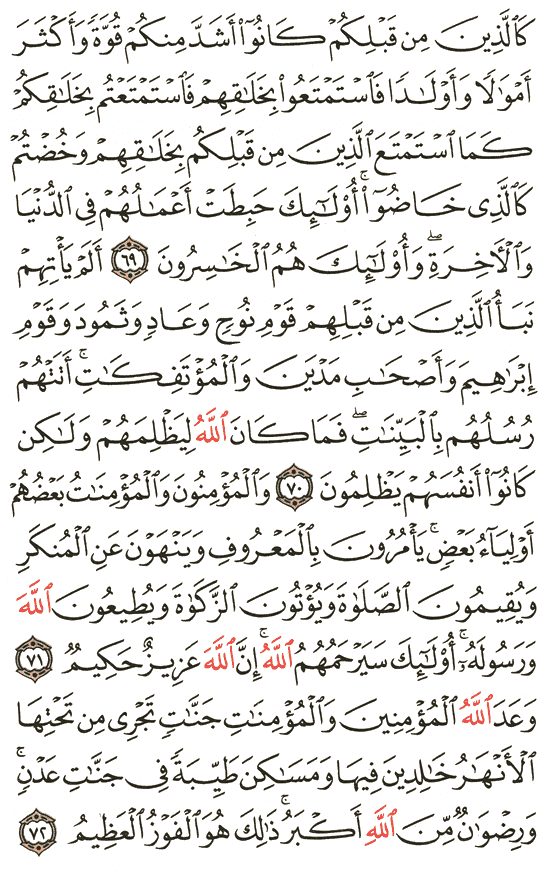 كَٱلَّذِينَ مِن قَبۡلِكُمۡ كَانُوٓاْ أَشَدَّ مِنكُمۡ قُوَّةٗ وَأَكۡثَرَ
أَمۡوَٰلٗا وَأَوۡلَٰدٗا فَٱسۡتَمۡتَعُواْ بِخَلَٰقِهِمۡ فَٱسۡتَمۡتَعۡتُم بِخَلَٰقِكُمۡ
كَمَا ٱسۡتَمۡتَعَ ٱلَّذِينَ مِن قَبۡلِكُم بِخَلَٰقِهِمۡ وَخُضۡتُمۡ
كَٱلَّذِي خَاضُوٓاْۚ أُوْلَٰٓئِكَ حَبِطَتۡ أَعۡمَٰلُهُمۡ فِي ٱلدُّنۡيَا
وَٱلۡأٓخِرَةِۖ وَأُوْلَٰٓئِكَ هُمُ ٱلۡخَٰسِرُونَ ٦٩ أَلَمۡ يَأۡتِهِمۡ
نَبَأُ ٱلَّذِينَ مِن قَبۡلِهِمۡ قَوۡمِ نُوحٖ وَعَادٖ وَثَمُودَ وَقَوۡمِ
إِبۡرَٰهِيمَ وَأَصۡحَٰبِ مَدۡيَنَ وَٱلۡمُؤۡتَفِكَٰتِۚ أَتَتۡهُمۡ
رُسُلُهُم بِٱلۡبَيِّنَٰتِۖ فَمَا كَانَ ٱللَّهُ لِيَظۡلِمَهُمۡ وَلَٰكِن
كَانُوٓاْ أَنفُسَهُمۡ يَظۡلِمُونَ ٧٠ وَٱلۡمُؤۡمِنُونَ وَٱلۡمُؤۡمِنَٰتُ بَعۡضُهُمۡ
أَوۡلِيَآءُ بَعۡضٖۚ يَأۡمُرُونَ بِٱلۡمَعۡرُوفِ وَيَنۡهَوۡنَ عَنِ ٱلۡمُنكَرِ
وَيُقِيمُونَ ٱلصَّلَوٰةَ وَيُؤۡتُونَ ٱلزَّكَوٰةَ وَيُطِيعُونَ ٱللَّهَ
وَرَسُولَهُۥٓۚ أُوْلَٰٓئِكَ سَيَرۡحَمُهُمُ ٱللَّهُۗ إِنَّ ٱللَّهَ عَزِيزٌ حَكِيمٞ ٧١
وَعَدَ ٱللَّهُ ٱلۡمُؤۡمِنِينَ وَٱلۡمُؤۡمِنَٰتِ جَنَّٰتٖ تَجۡرِي مِن تَحۡتِهَا
ٱلۡأَنۡهَٰرُ خَٰلِدِينَ فِيهَا وَمَسَٰكِنَ طَيِّبَةٗ فِي جَنَّٰتِ عَدۡنٖۚ
وَرِضۡوَٰنٞ مِّنَ ٱللَّهِ أَكۡبَرُۚ ذَٰلِكَ هُوَ ٱلۡفَوۡزُ ٱلۡعَظِيمُ ٧٢